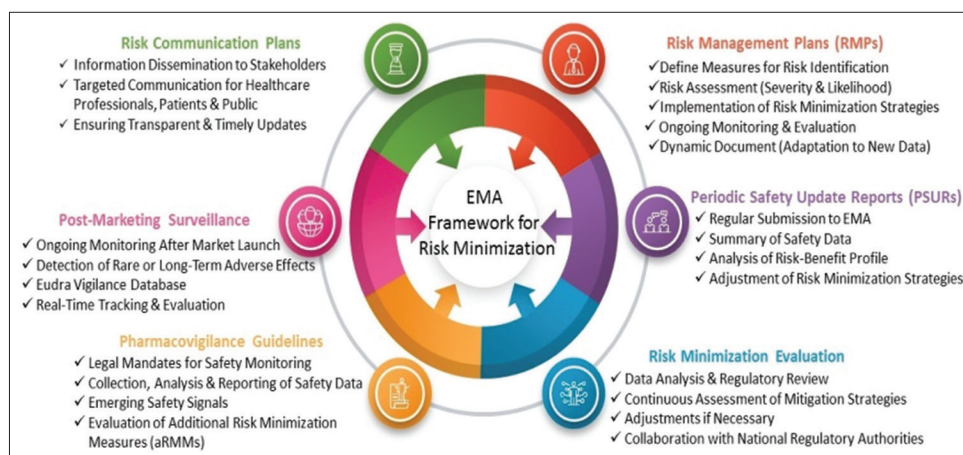 Risk Communication Plans
✓ Information Dissemination to Stakeholders
✓ Targeted Communication for Healthcare
Professionals, Patients & Public
✓ Ensuring Transparent & Timely Updates
Risk Management Plans (RMPs)
✓Define Measures for Risk Identification
✓Risk Assessment (Severity & Likelihood)
✓Implementation of Risk Minimization Strategies
✓Ongoing Monitoring & Evaluation
✓Dynamic Document (Adaptation to New Data)
EMA
Framework for
Risk Minimization
Post-Marketing Surveillance
✓ Ongoing Monitoring After Market Launch
✓ Detection of Rare or Long-Term Adverse Effects
✓ Eudra Vigilance Database
✓ Real-Time Tracking & Evaluation
Periodic Safety Update Reports (PSURs)
✓ Regular Submission to EMA
✓ Summary of Safety Data
✓ Analysis of Risk-Benefit Profile
✓ Adjustment of Risk Minimization Strategies
Pharmacovigilance Guidelines
✓ Legal Mandates for Safety Monitoring
✓ Collection, Analysis & Reporting of Safety Data
✓ Emerging Safety Signals
✓ Evaluation of Additional Risk Minimization
Measures (aRMMs)
Risk Minimization Evaluation
✓ Data Analysis & Regulatory Review
✓ Continuous Assessment of Mitigation Strategies
✓ Adjustments if Necessary
✓ Collaboration with National Regulatory Authorities